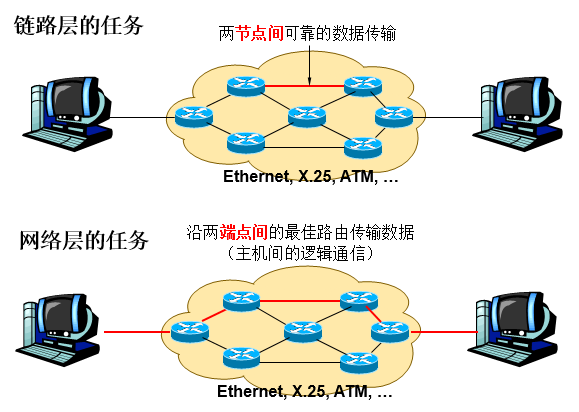 链路层的任务
两节点间可靠的数据传输
Ethernet, X.25, ATM, …
网络层的任务
沿两端点间的最佳路由传输数据
（主机间的逻辑通信）
Ethernet, X.25, ATM, …